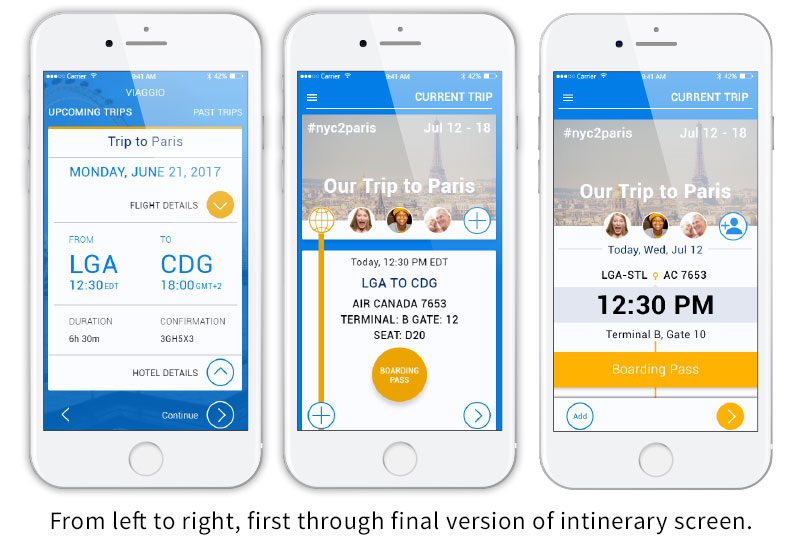 ●●●○○ Carrier 9:41 AM 42%
VIAGGIO
UPCOMING TRIPS PAST TRIPS
Trip to Paris
MONDAY, JUNE 21, 2017
FLIGHT DETAILS
FROM TO
LGA CDG
12:30 EDT 18:00 GMT+2
DURATION CONFIRMATION
6h 30m 3GH5X3
HOTEL DETAILS
Continue
●●●○○ Carrier 9:41 AM 42%
CURRENT TRIP
#nyc2paris Jul 12 - 18
Our Trip to Paris
Today, 12:30 PM EDT
LGA TO CDG
AIR CANADA 7653
TERMINAL: B GATE: 12
SEAT: D20
BOARDING
PASS
●●●○○ Carrier 9:41 AM 42%
CURRENT TRIP
#nyc2paris Jul 12 - 18
Our Trip to Paris
Today, Wed, Jul 12
LGA-STL AC 7653
12:30 PM
Terminal B, Gate 10
Boarding Pass
Add
From left to right, first through final version of intinerary screen.